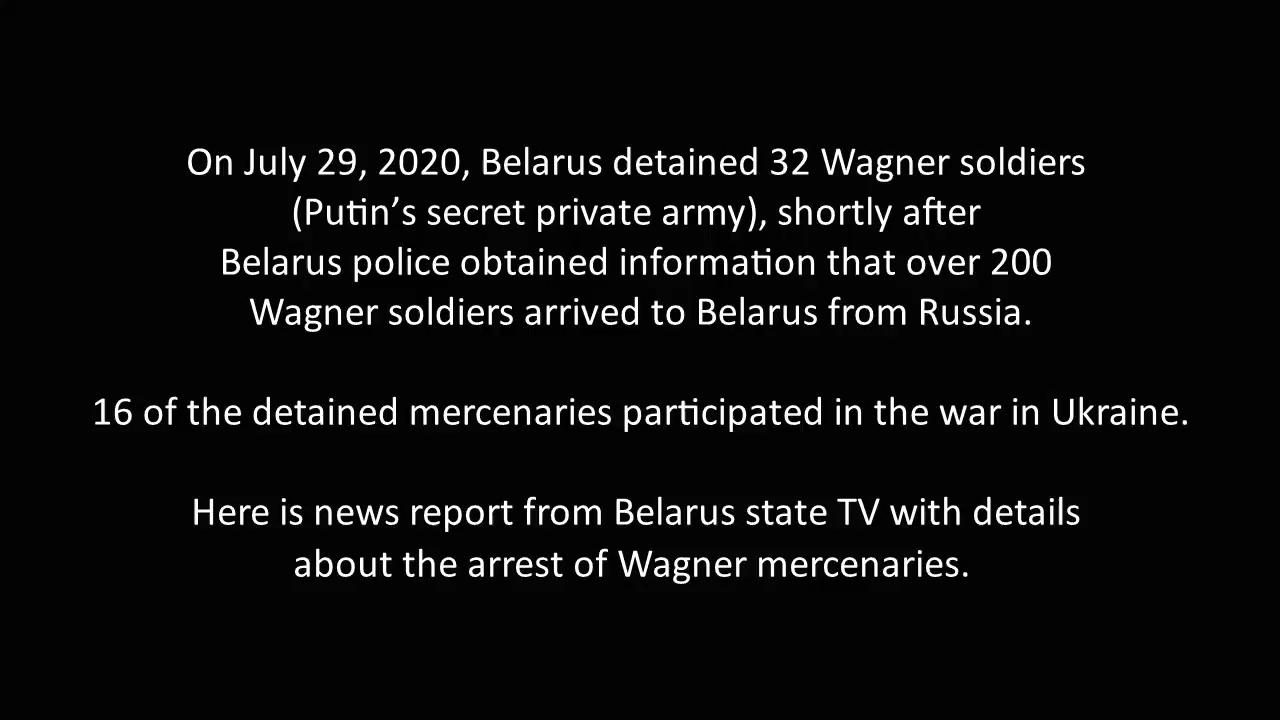 On July 29, 2020, Belarus detained 32 Wagner soldiers
(Putin’s secret private army), shortly after
Belarus police obtained information that over 200
Wagner soldiers arrived to Belarus from Russia.
16 of the detained mercenaries participated in the war in Ukraine.
Here is news report from Belarus state TV with details
about the arrest of Wagner mercenaries.